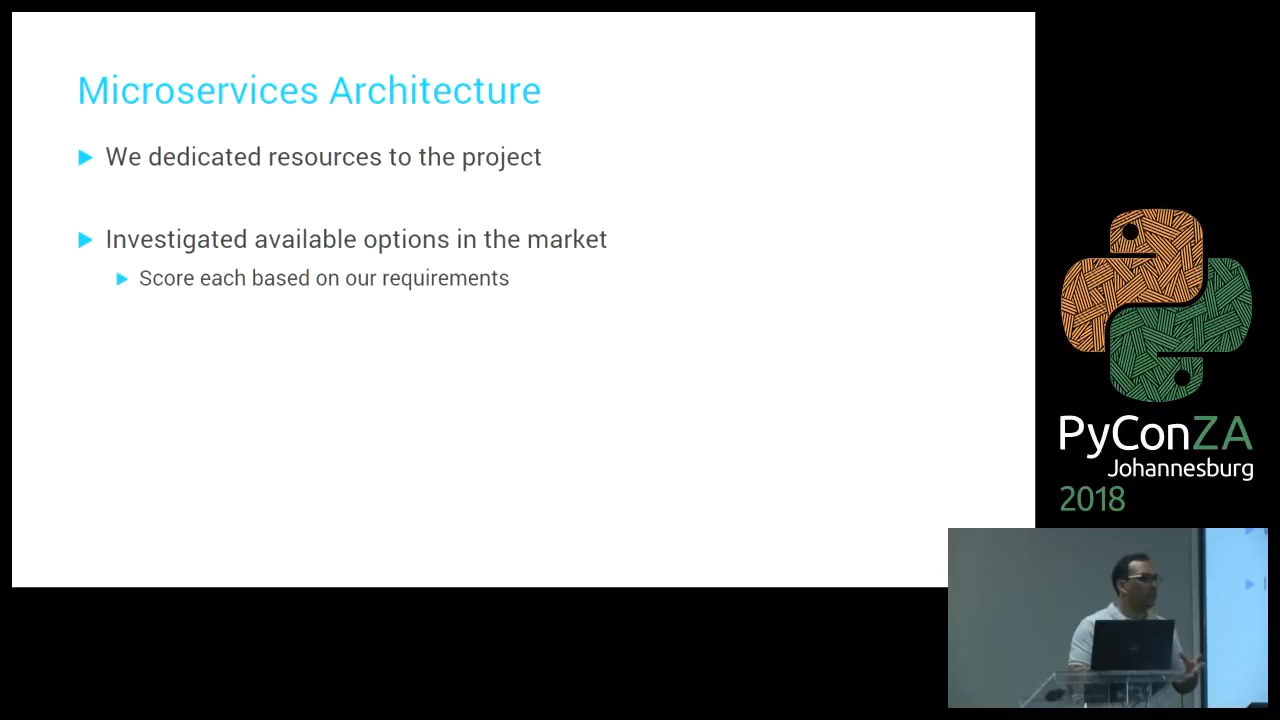 Microservices Architecture
We dedicated resources to the project
Investigated available options in the market
Score each based on our requirements
PyConZA
Johannesburg
2018